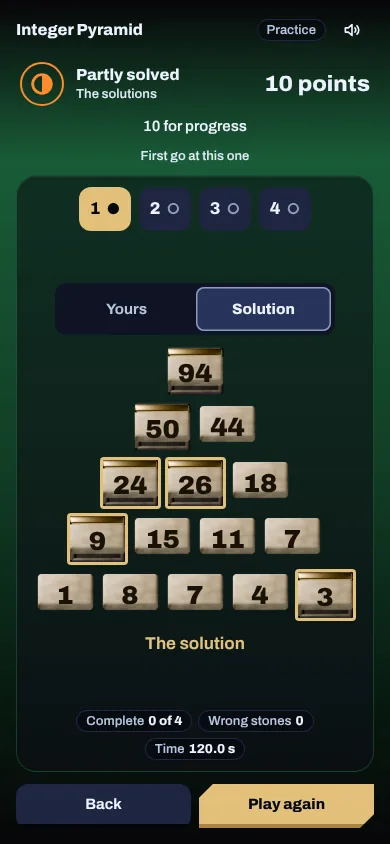 Integer Pyramid
Practice
Partly solved
The solutions
10 points
10 for progress
First go at this one
1 2 3 4
Yours Solution
94
50 44
24 26 18
9 15 11 7
1 8 7 4 3
The solution
Complete 0 of 4 Wrong stones 0
Time 120.0 s
Back Play again